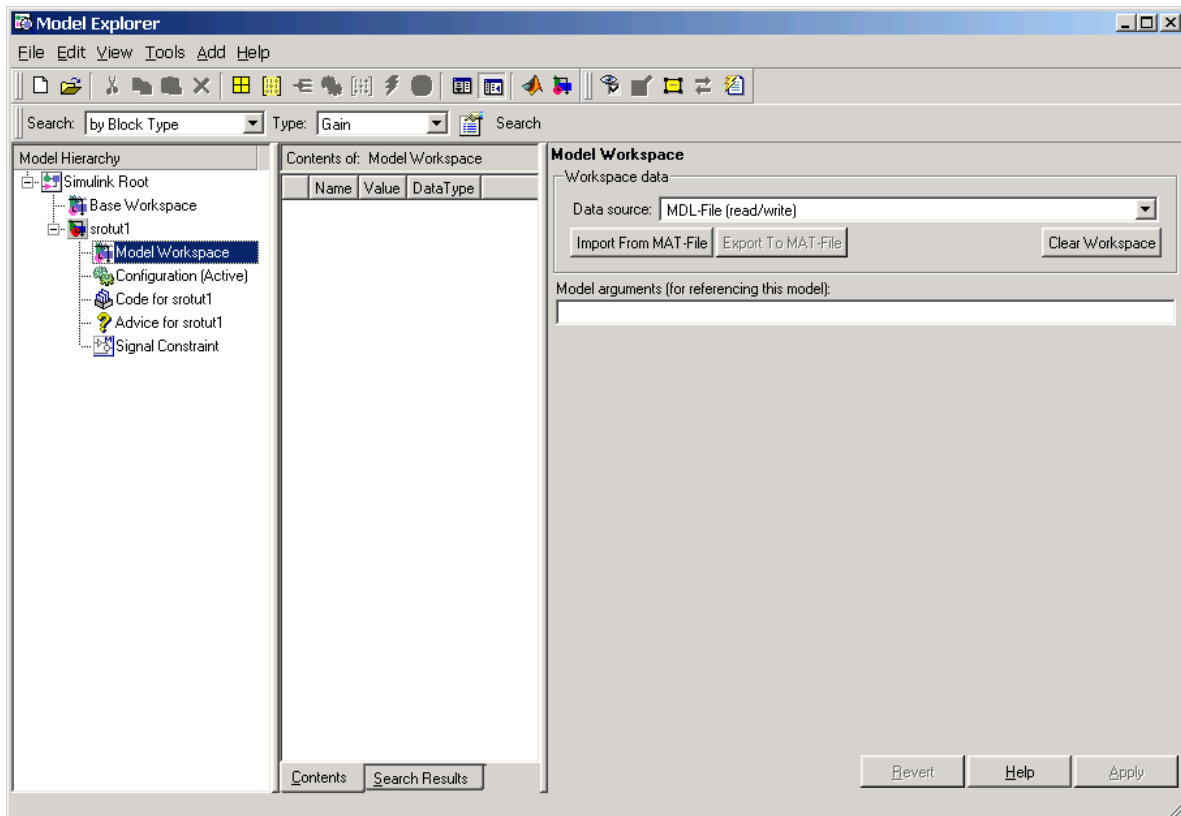 Model Explorer
File Edit View Tools Add Help
Search: by Block Type Type: Gain Search
Model Hierarchy
Simulink Root
Base Workspace
srotut1
Model Workspace
Configuration (Active)
Code for srotut1
Advice for srotut1
Signal Constraint
Contents of: Model Workspace
Name Value DataType
Contents Search Results
Model Workspace
Workspace data
Data source: MDL-File (read/write)
Import From MAT-File Export To MAT-File Clear Workspace
Model arguments (for referencing this model):
Revert Help Apply